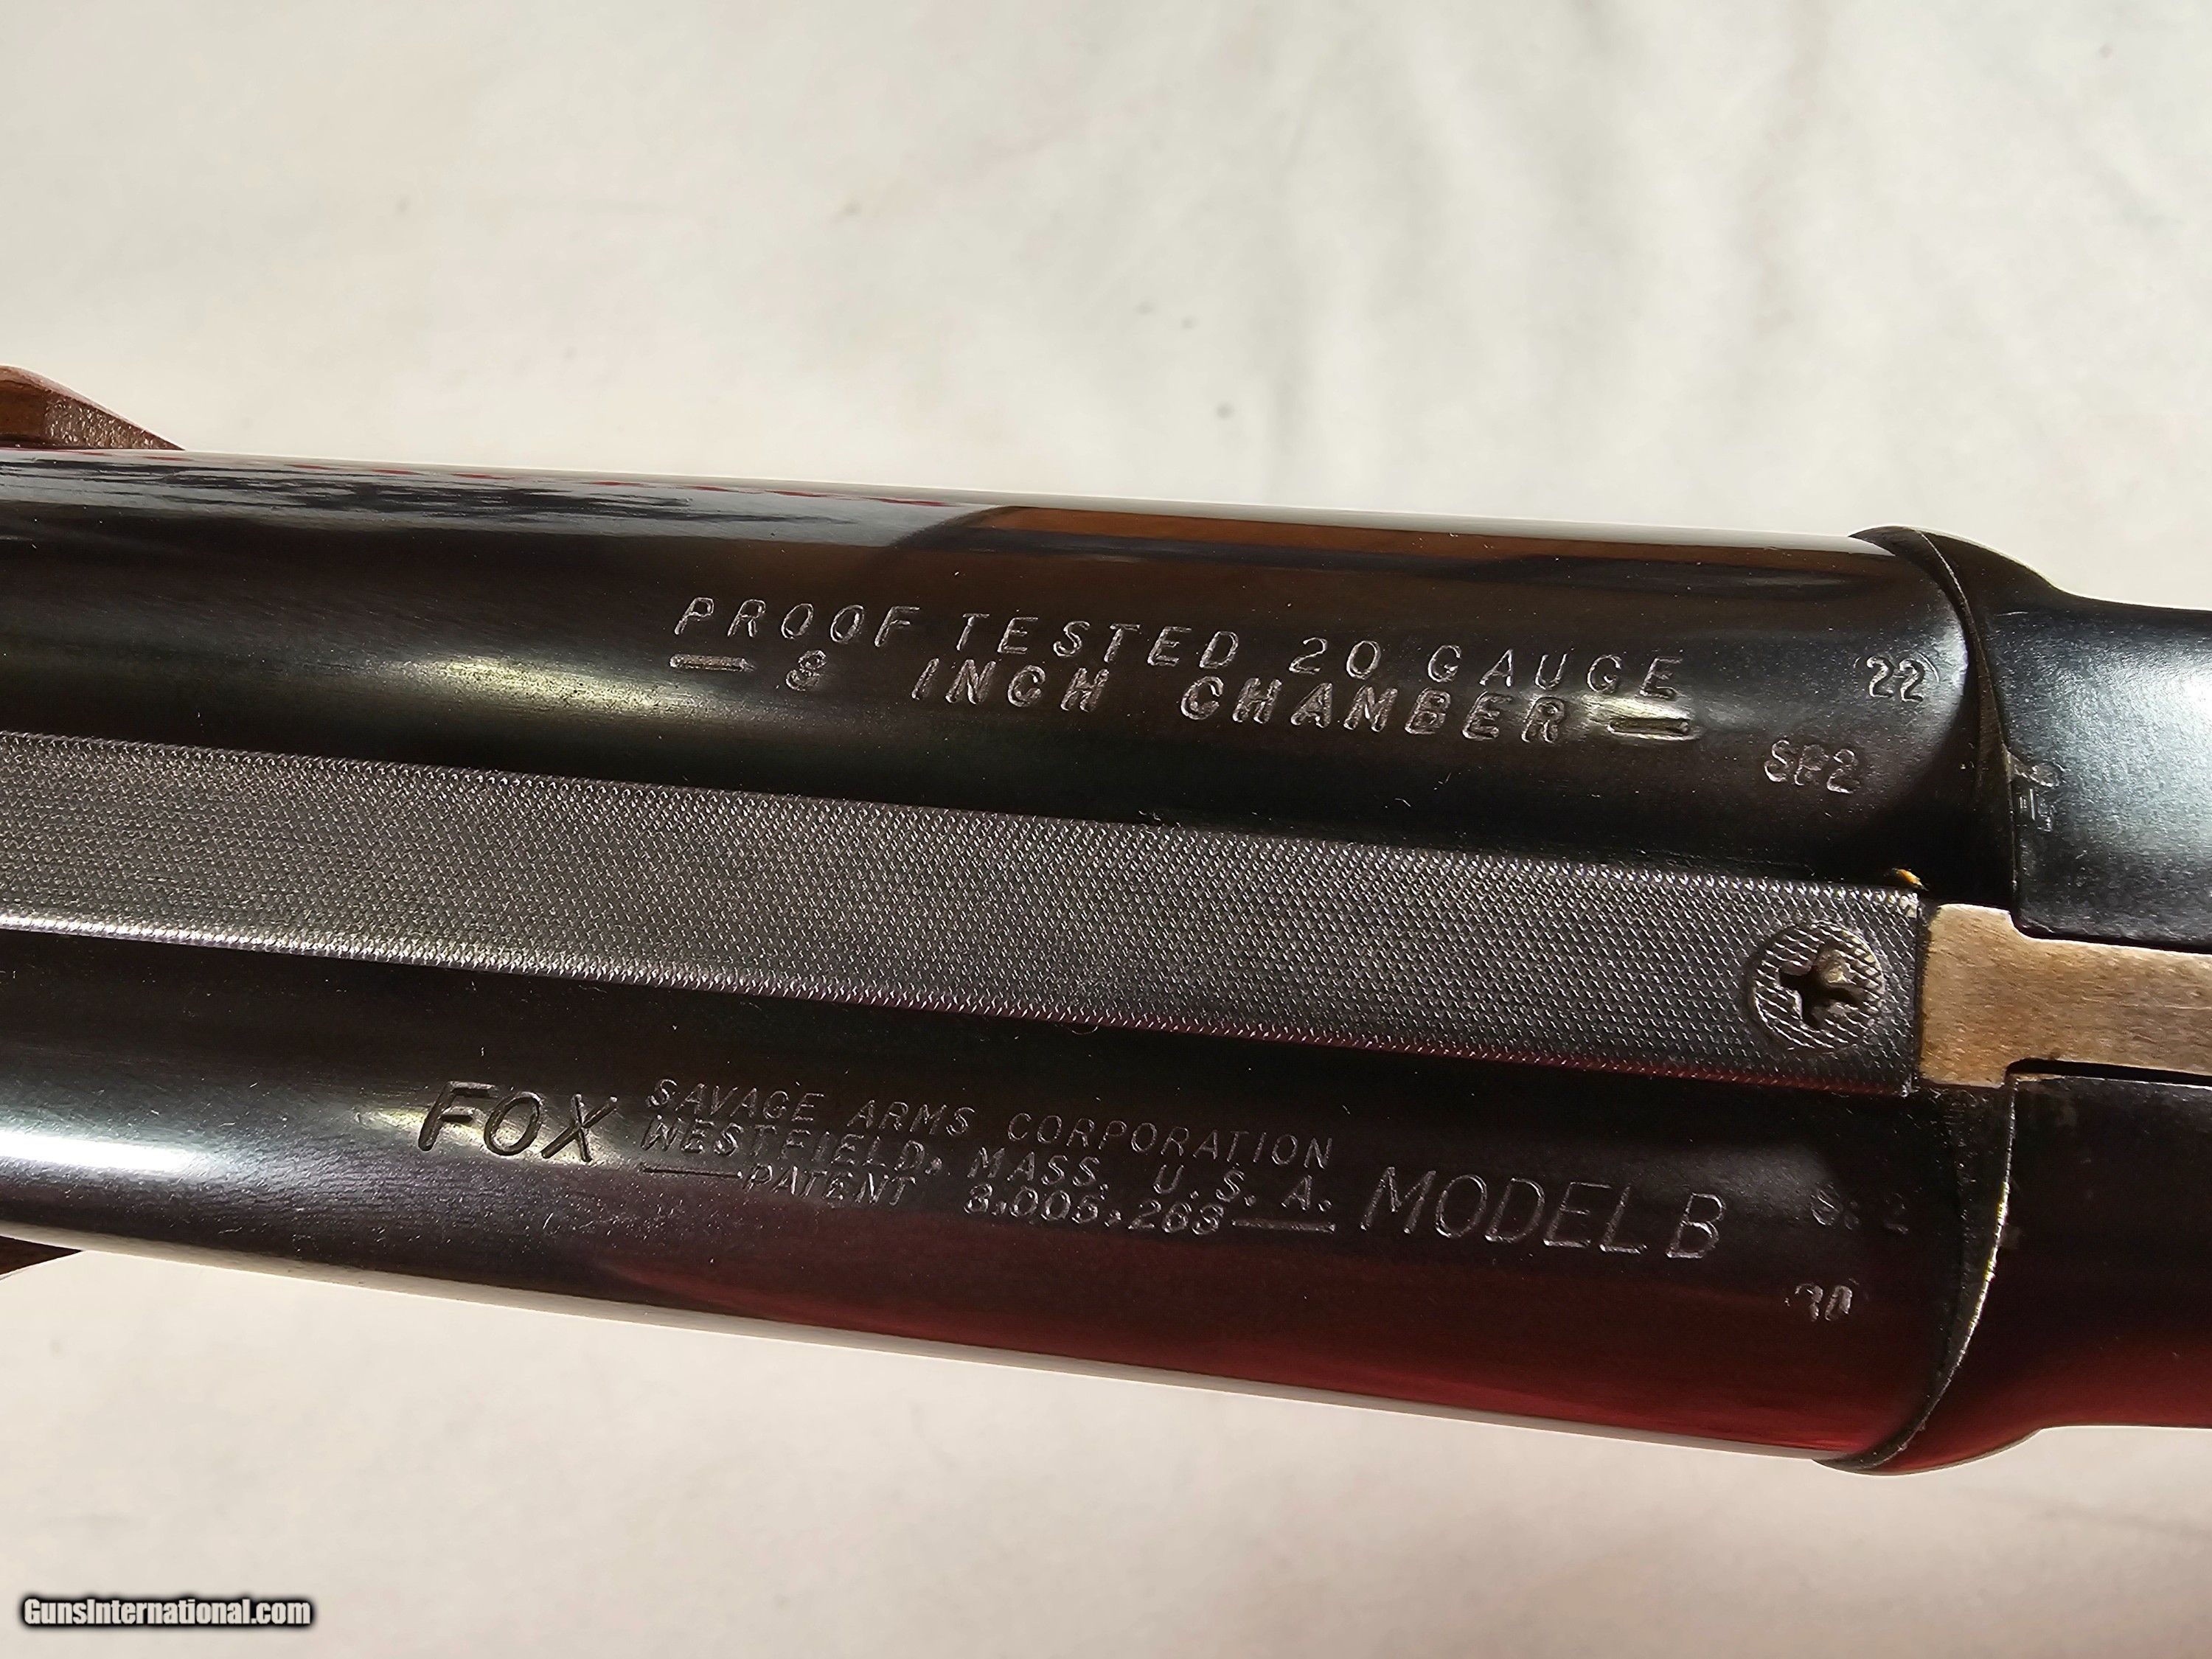 PROOF TESTED 20 GAUGE
— 3 INCH CHAMBER —
22
SP2
FOX
SAVAGE ARMS CORPORATION
WESTFIELD, MASS. U.S.A.
— PATENT 3,005,263 —
MODEL B
GunsInternational.com